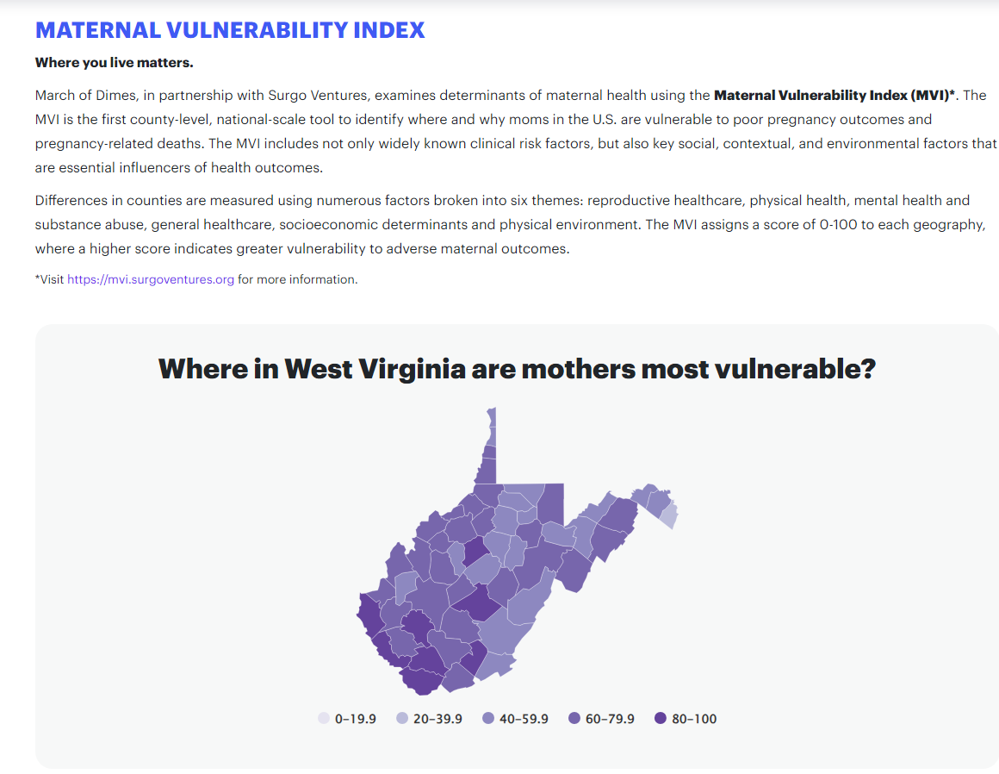 MATERNAL VULNERABILITY INDEX
Where you live matters.
March of Dimes, in partnership with Surgo Ventures, examines determinants of maternal health using the Maternal Vulnerability Index (MVI)*. The
MVI is the first county-level, national-scale tool to identify where and why moms in the U.S. are vulnerable to poor pregnancy outcomes and
pregnancy-related deaths. The MVI includes not only widely known clinical risk factors, but also key social, contextual, and environmental factors that
are essential influencers of health outcomes.
Differences in counties are measured using numerous factors broken into six themes: reproductive healthcare, physical health, mental health and
substance abuse, general healthcare, socioeconomic determinants and physical environment. The MVI assigns a score of 0-100 to each geography,
where a higher score indicates greater vulnerability to adverse maternal outcomes.
*Visit https://mvi.surgoventures.org for more information.
Where in West Virginia are mothers most vulnerable?
0–19.9 20–39.9 40–59.9 60–79.9 80–100